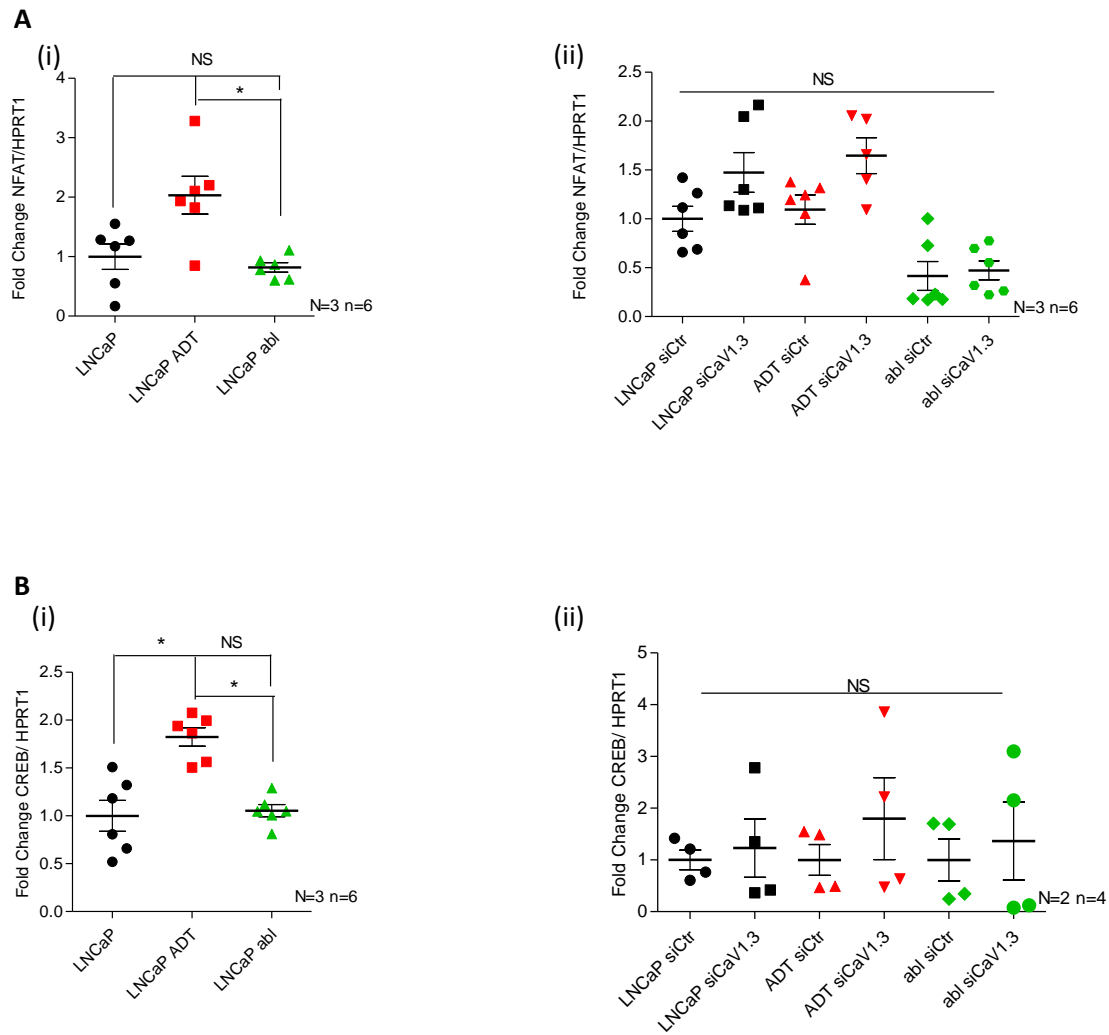 A
(i)
NS
*
4
3
2
1
0
Fold Change NFAT/HPRT1
LNCaP
LNCaP ADT
LNCaP abl
N=3 n=6
(ii)
NS
2.5
2.0
1.5
1.0
0.5
0.0
Fold Change NFAT/HPRT1
LNCaP siCtr
LNCaP siCaV1.3
ADT siCtr
ADT siCaV1.3
abl siCtr
abl siCaV1.3
N=3 n=6
B
(i)
* NS
*
2.5
2.0
1.5
1.0
0.5
0.0
Fold Change CREB/ HPRT1
LNCaP
LNCaP ADT
LNCaP abl
N=3 n=6
(ii)
NS
5
4
3
2
1
0
Fold Change CREB/ HPRT1
LNCaP siCtr
LNCaP siCaV1.3
ADT siCtr
ADT siCaV1.3
abl siCtr
abl siCaV1.3
N=2 n=4